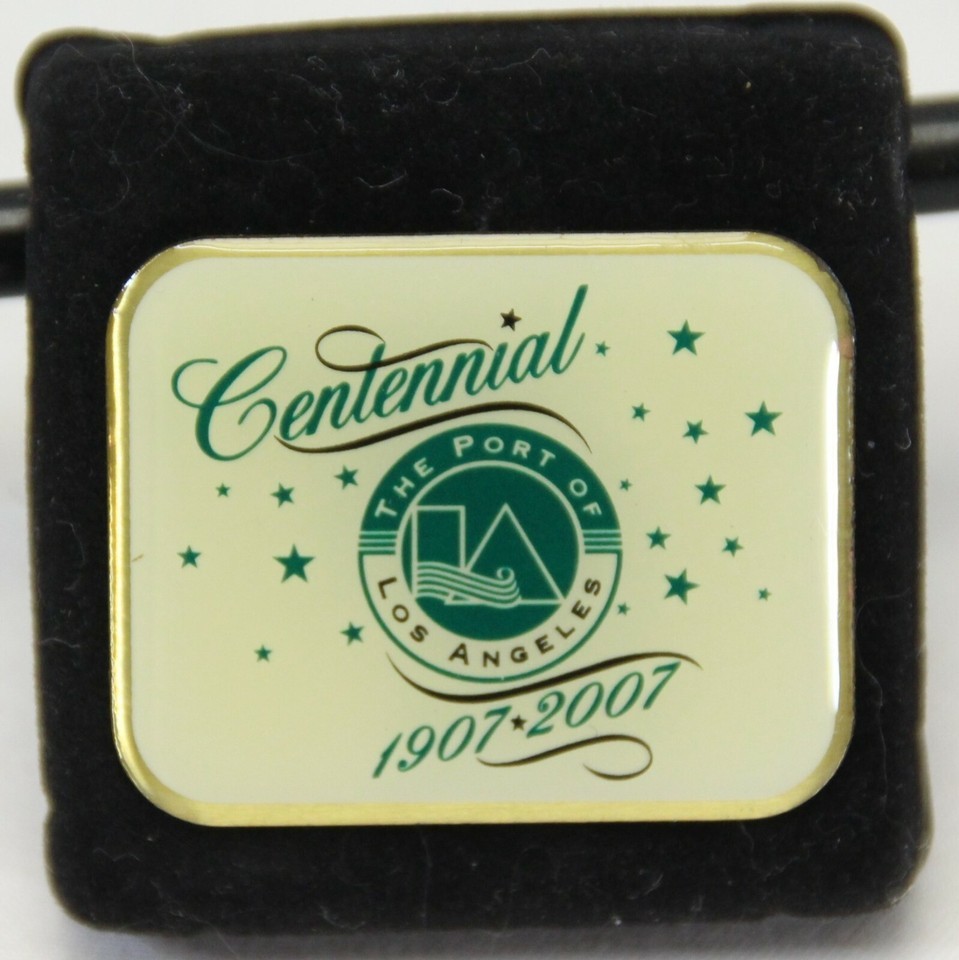 Centennial
THE PORT OF
LA
LOS ANGELES
1907★2007